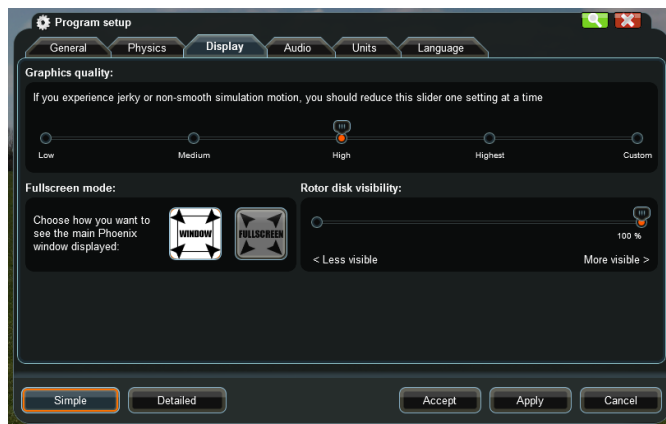 Program setup
General Physics Display Audio Units Language
Graphics quality:
If you experience jerky or non-smooth simulation motion, you should reduce this slider one setting at a time
Low Medium High Highest Custom
Fullscreen mode: Rotor disk visibility:
Choose how you want to
see the main Phoenix
window displayed:
WINDOW FULLSCREEN
100 %
< Less visible More visible >
Simple Detailed Accept Apply Cancel